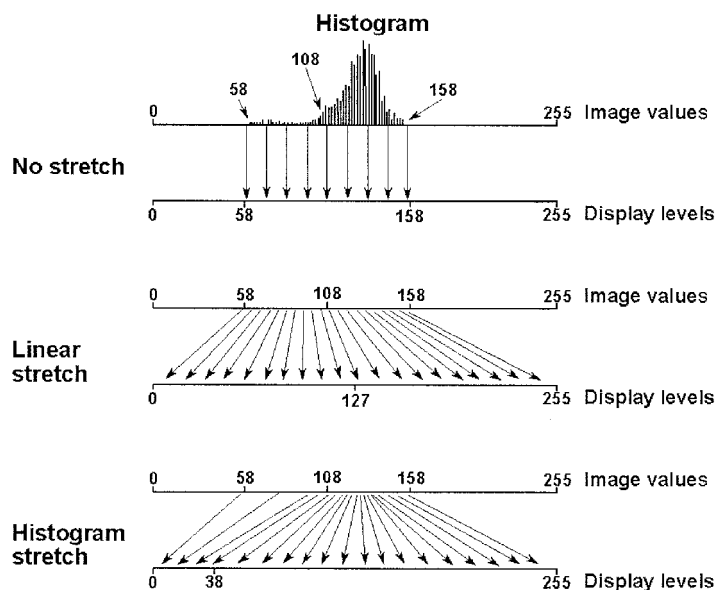 Histogram
108
58
158
0
255 Image values
No stretch
0
58
158
255 Display levels
0
58
108
158
255 Image values
Linear
stretch
0
127
255 Display levels
0
58
108
158
255 Image values
Histogram
stretch
0
38
255 Display levels